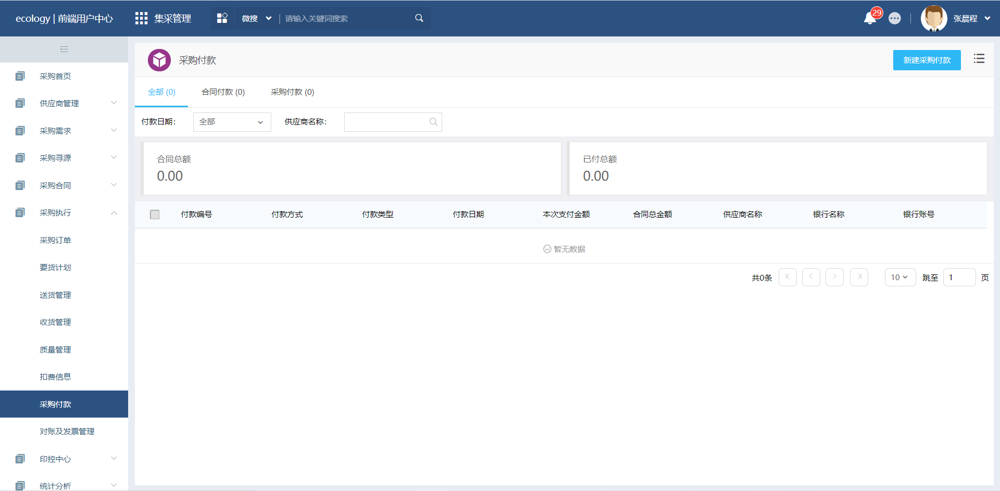 ecology | 前端用户中心 集采管理 微搜 请输入关键词搜索 29 张晨程
采购首页
供应商管理
采购需求
采购寻源
采购合同
采购执行
采购订单
要货计划
送货管理
收货管理
质量管理
扣费信息
采购付款
对账及发票管理
印控中心
统计分析
采购付款 新建采购付款
全部 (0) 合同付款 (0) 采购付款 (0)
付款日期： 全部 供应商名称：
合同总额
0.00
已付总额
0.00
付款编号 付款方式 付款类型 付款日期 本次支付金额 合同总金额 供应商名称 银行名称 银行账号
暂无数据
共0条 10 跳至 1 页